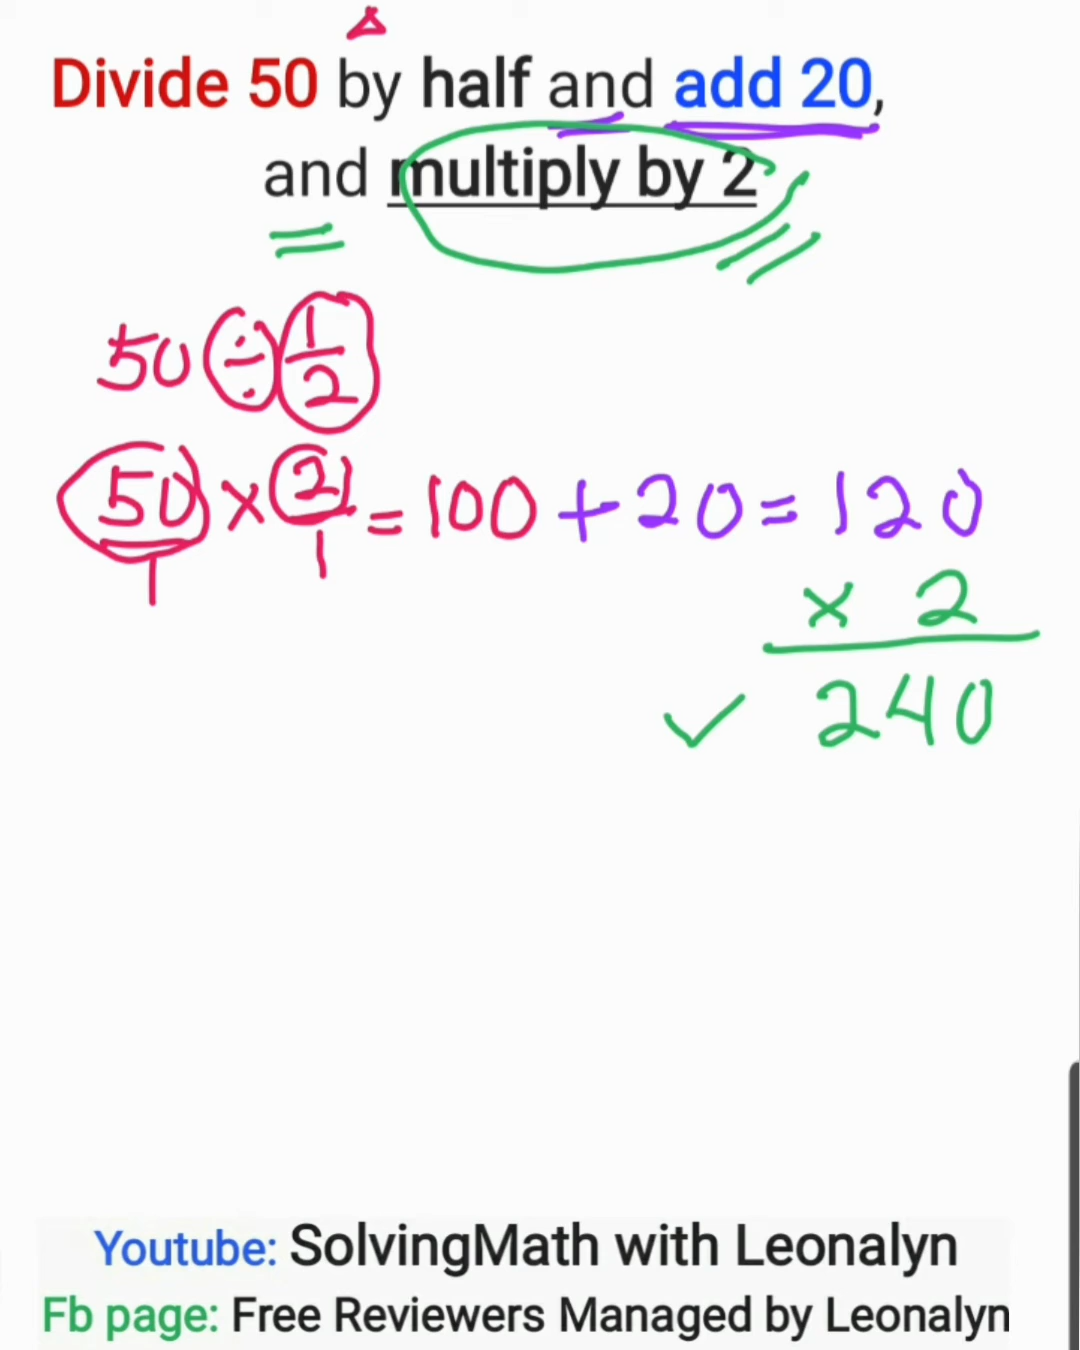 Divide 50 by half and add 20,
and multiply by 2
50 ÷ 1/2
50/1 × 2/1 = 100 + 20 = 120
× 2
240
Youtube: SolvingMath with Leonalyn
Fb page: Free Reviewers Managed by Leonalyn